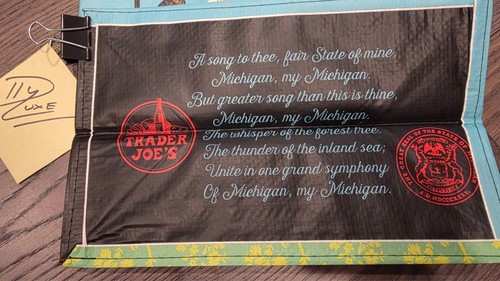 A song to thee, fair State of mine,
Michigan, my Michigan.
But greater song than this is thine,
Michigan, my Michigan.
The whisper of the forest tree.
The thunder of the inland sea;
Unite in one grand symphony
Of Michigan, my Michigan.
TRADER
JOE'S
THE GREAT SEAL OF THE STATE OF
A.D. MDCCC
UXE